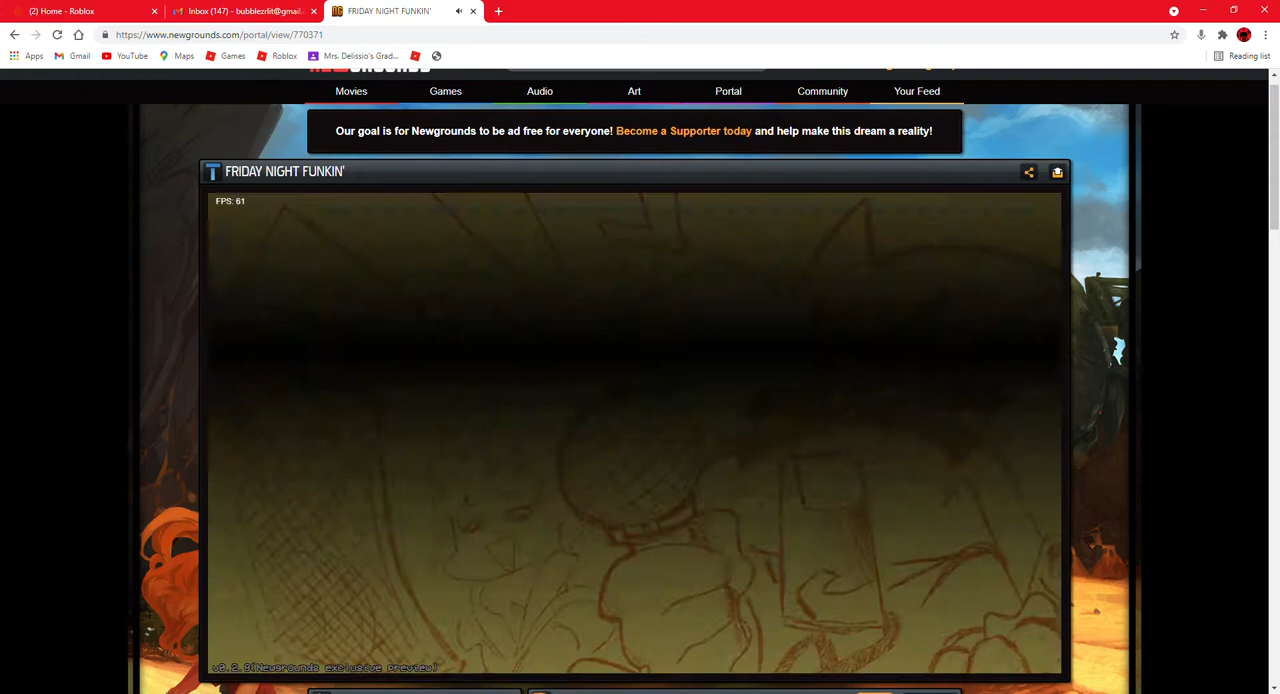 (2) Home - Roblox
Inbox (147) - bubblezrlit@gmail.
FRIDAY NIGHT FUNKIN'
https://www.newgrounds.com/portal/view/770371
Apps Gmail YouTube Maps Games Roblox Mrs. Delissio's Grad... Reading list
Movies Games Audio Art Portal Community Your Feed
Our goal is for Newgrounds to be ad free for everyone! Become a Supporter today and help make this dream a reality!
FRIDAY NIGHT FUNKIN'
FPS: 61
v0.2.8(Newgrounds exclusive preview)